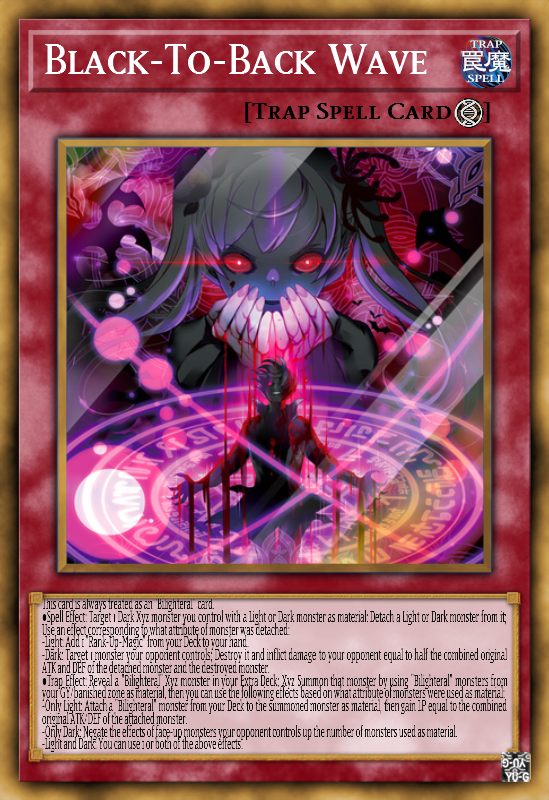 BLACK-TO-BACK WAVE
TRAP
罠魔
SPELL
[TRAP SPELL CARD]
This card is always treated as an "Bilighteral" card.
●Spell Effect: Target 1 Dark Xyz monster you control with a Light or Dark monster as material: Detach a Light or Dark monster from it;
Use an effect corresponding to what attribute of monster was detached:
-Light: Add 1 "Rank-Up-Magic" from your Deck to your hand.
-Dark: Target 1 monster your opponent controls; Destroy it and inflict damage to your opponent equal to half the combined original
ATK and DEF of the detached monster and the destroyed monster.
●Trap Effect: Reveal a "Bilighteral" Xyz monster in your Extra Deck; Xyz Summon that monster by using "Bilighteral" monsters from
your GY/banished zone as material, then you can use the following effects based on what attribute of monsters were used as material.
-Only Light: Attach a "Bilighteral" monster from your Deck to the summoned monster as material, then gain LP equal to the combined
original ATK/DEF of the attached monster.
-Only Dark: Negate the effects of face-up monsters your opponent controls up the number of monsters used as material.
-Light and Dark: You can use 1 or both of the above effects.
YU-G